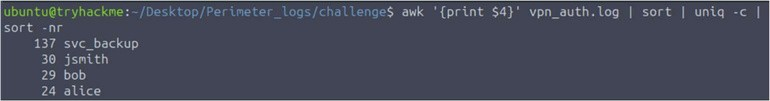 ubuntu@tryhackme:~/Desktop/Perimeter_logs/challenge$ awk '{print $4}' vpn_auth.log | sort | uniq -c |
sort -nr
    137 svc_backup
     30 jsmith
     29 bob
     24 alice